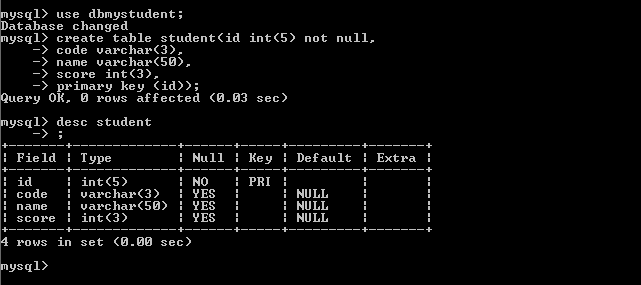 mysql> use dbmystudent;
Database changed
mysql> create table student(id int(5) not null,
    -> code varchar(3),
    -> name varchar(50),
    -> score int(3),
    -> primary key (id));
Query OK, 0 rows affected (0.03 sec)

mysql> desc student
    -> ;
+-------+-------------+------+-----+---------+-------+
| Field | Type        | Null | Key | Default | Extra |
+-------+-------------+------+-----+---------+-------+
| id    | int(5)      | NO   | PRI |         |       |
| code  | varchar(3)  | YES  |     | NULL    |       |
| name  | varchar(50) | YES  |     | NULL    |       |
| score | int(3)      | YES  |     | NULL    |       |
+-------+-------------+------+-----+---------+-------+
4 rows in set (0.00 sec)

mysql>